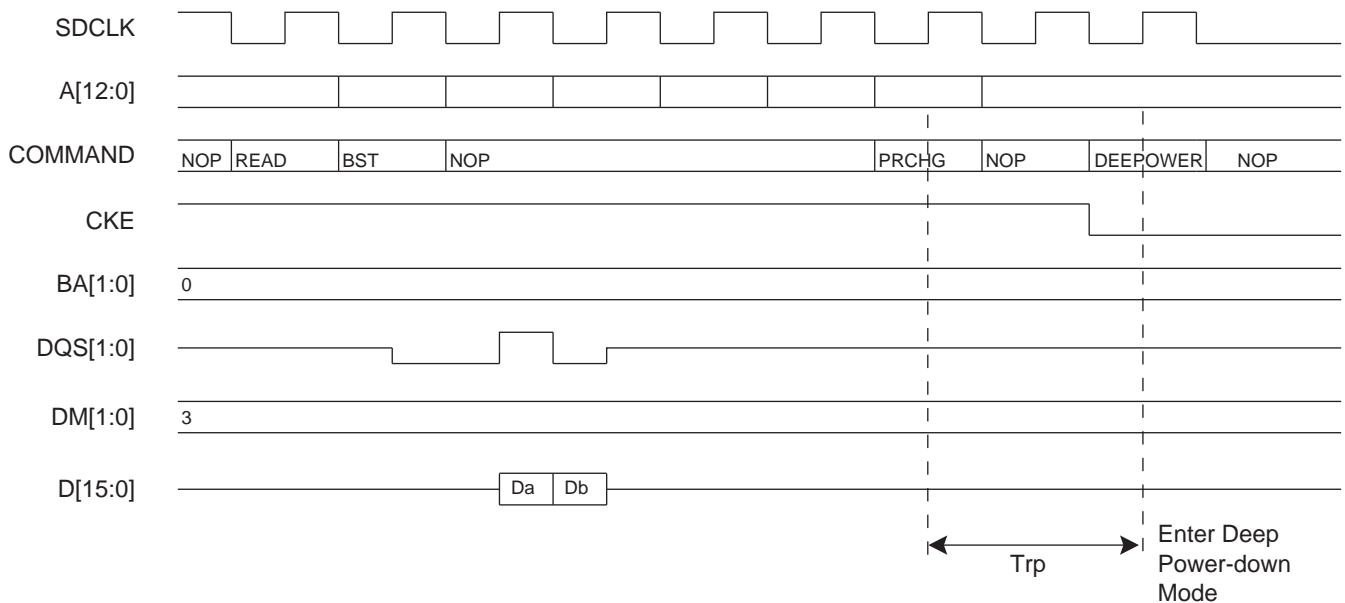 SDCLK
A[12:0]
COMMAND NOP READ BST NOP PRCHG NOP DEEPOWER NOP
CKE
BA[1:0] 0
DQS[1:0]
DM[1:0] 3
D[15:0] Da Db
Trp
Enter Deep
Power-down
Mode